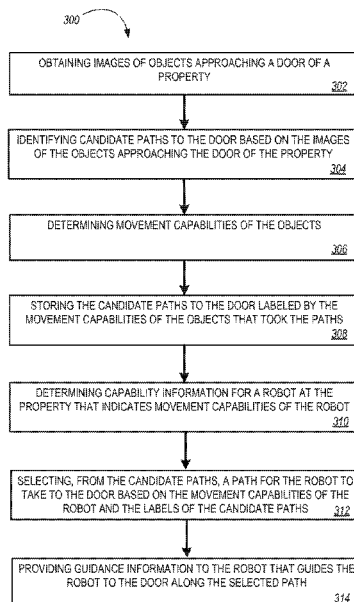 300
OBTAINING IMAGES OF OBJECTS APPROACHING A DOOR OF A
PROPERTY
302
IDENTIFYING CANDIDATE PATHS TO THE DOOR BASED ON THE IMAGES
OF THE OBJECTS APPROACHING THE DOOR OF THE PROPERTY
304
DETERMINING MOVEMENT CAPABILITIES OF THE OBJECTS
306
STORING THE CANDIDATE PATHS TO THE DOOR LABELED BY THE
MOVEMENT CAPABILITIES OF THE OBJECTS THAT TOOK THE PATHS
308
DETERMINING CAPABILITY INFORMATION FOR A ROBOT AT THE
PROPERTY THAT INDICATES MOVEMENT CAPABILITIES OF THE ROBOT
310
SELECTING, FROM THE CANDIDATE PATHS, A PATH FOR THE ROBOT TO
TAKE TO THE DOOR BASED ON THE MOVEMENT CAPABILITIES OF THE
ROBOT AND THE LABELS OF THE CANDIDATE PATHS
312
PROVIDING GUIDANCE INFORMATION TO THE ROBOT THAT GUIDES THE
ROBOT TO THE DOOR ALONG THE SELECTED PATH
314